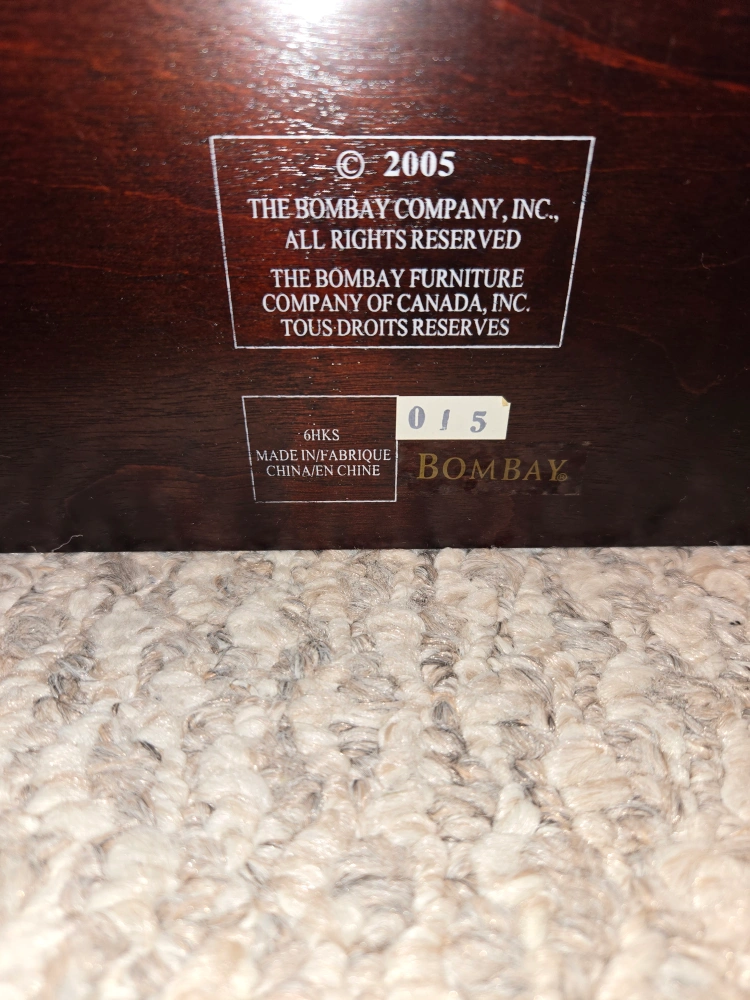 © 2005
THE BOMBAY COMPANY, INC.,
ALL RIGHTS RESERVED
THE BOMBAY FURNITURE
COMPANY OF CANADA, INC.
TOUS DROITS RESERVES
6HKS
MADE IN/FABRIQUE
CHINA/EN CHINE
015
BOMBAY®